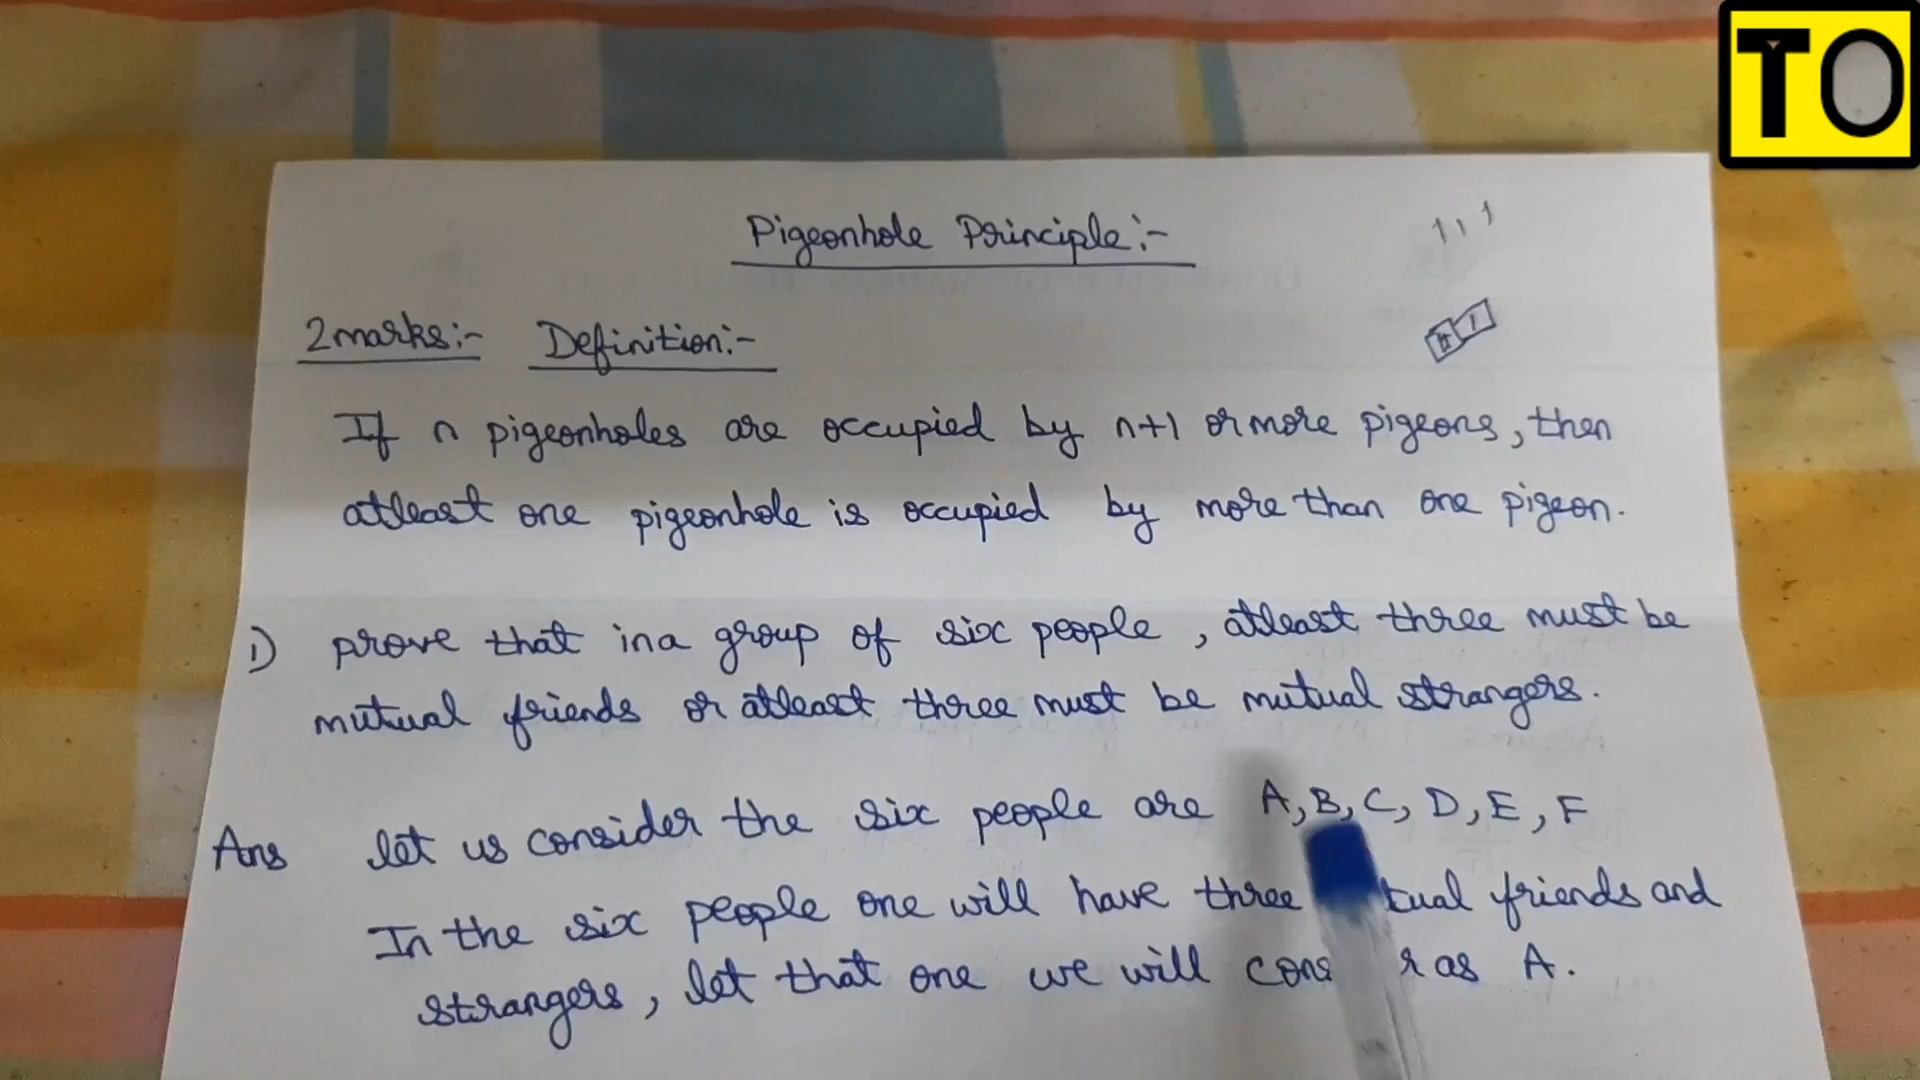 TO
Pigeonhole Principle:-
2marks:- Definition:-
If n pigeonholes are occupied by n+1 or more pigeons, then
atleast one pigeonhole is occupied by more than one pigeon.
1) prove that in a group of six people, atleast three must be
mutual friends or atleast three must be mutual strangers.
Ans let us consider the six people are A, B, C, D, E, F
In the six people one will have three friends and
strangers, let that one we will as A.